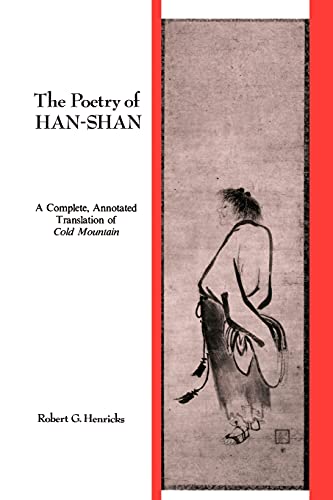 The Poetry of
HAN-SHAN
A Complete, Annotated
Translation of
Cold Mountain
Robert G. Henricks